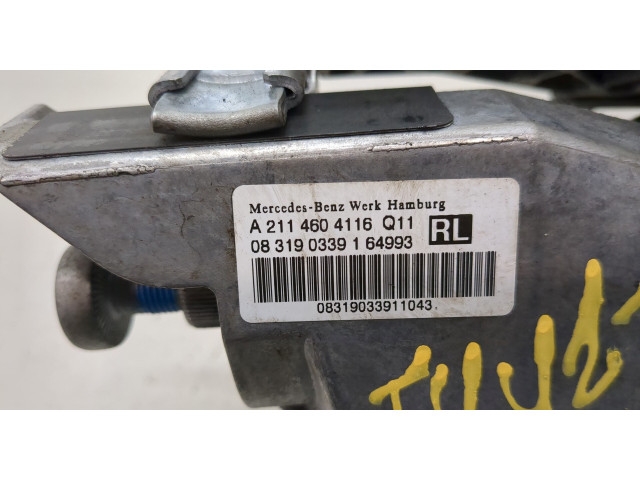 Mercedes-Benz Werk Hamburg
A 211 460 4116 Q11
08 319 0339 1 64993
RL
08319033911043